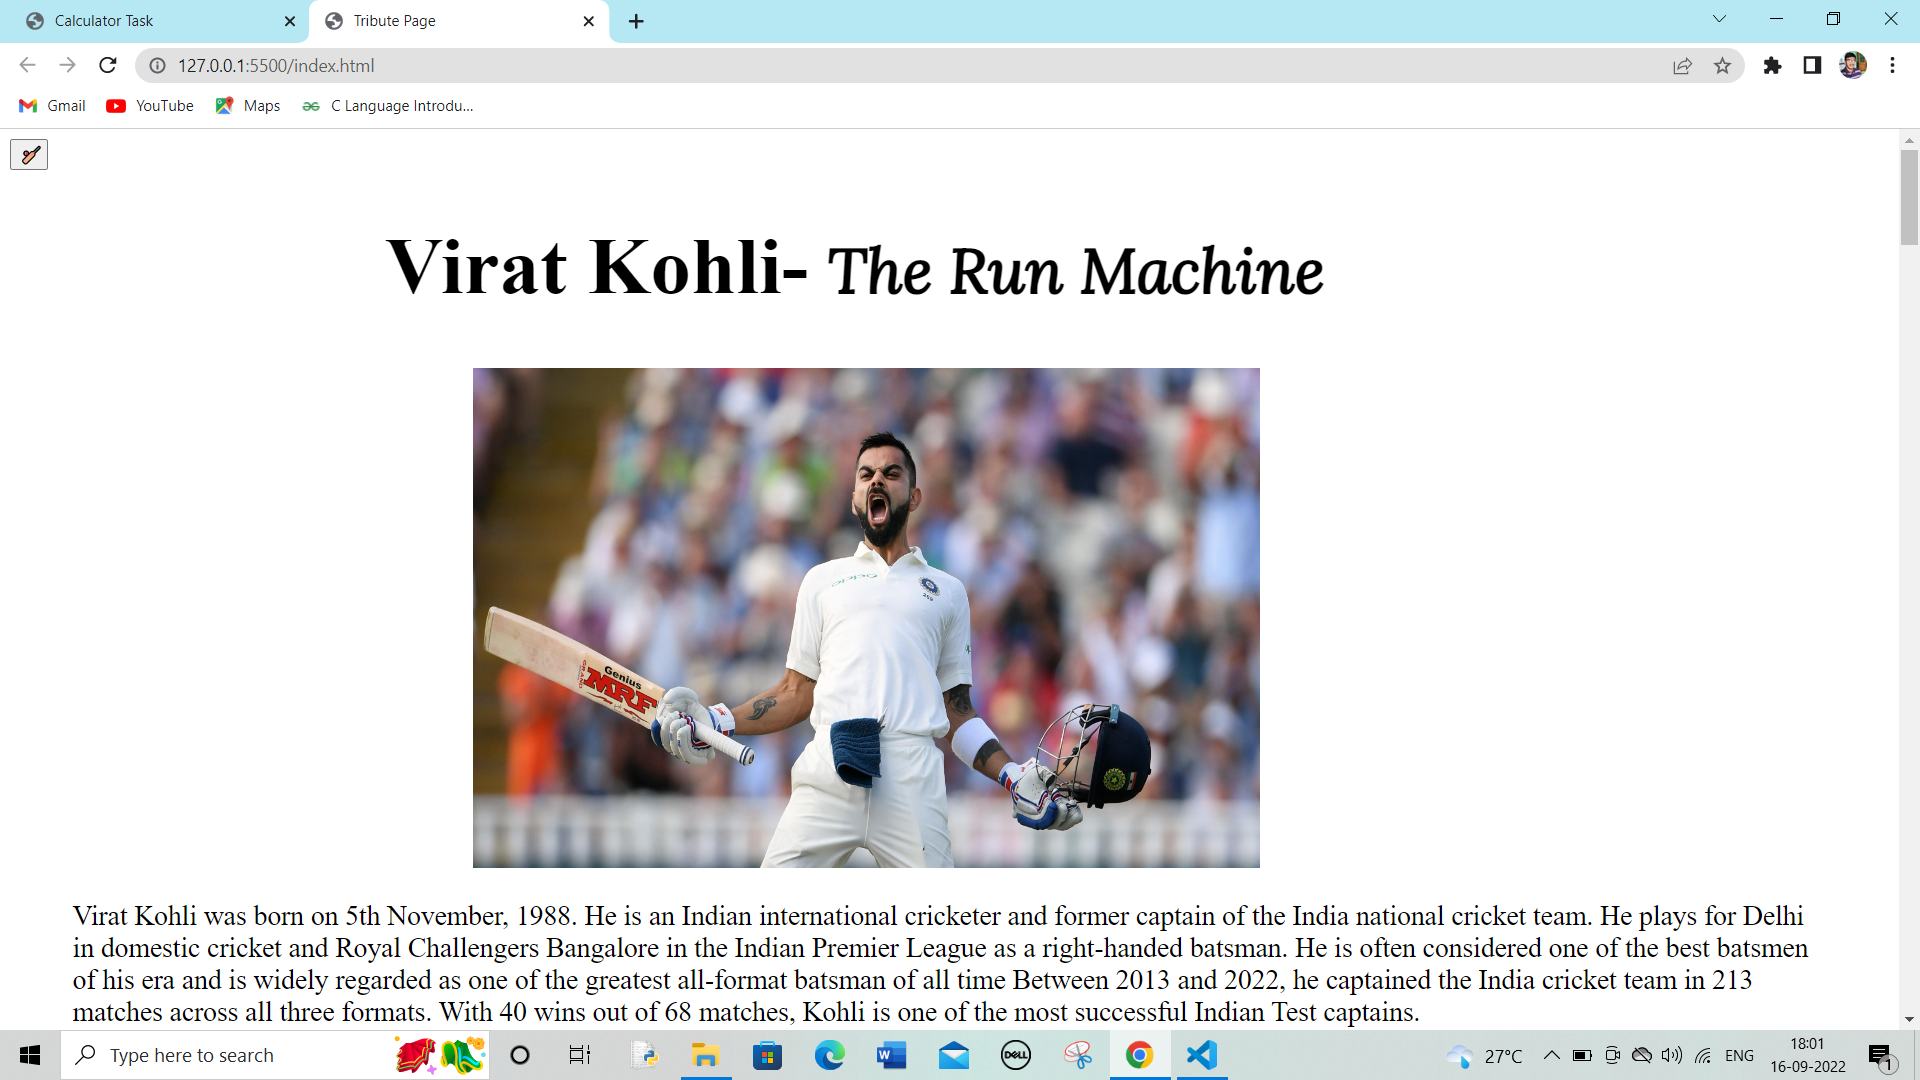 Calculator Task
Tribute Page
127.0.0.1:5500/index.html
Gmail
YouTube
Maps
C Language Introdu...
Virat Kohli- The Run Machine
Genius
MRF
GRAND
Virat Kohli was born on 5th November, 1988. He is an Indian international cricketer and former captain of the India national cricket team. He plays for Delhi
in domestic cricket and Royal Challengers Bangalore in the Indian Premier League as a right-handed batsman. He is often considered one of the best batsmen
of his era and is widely regarded as one of the greatest all-format batsman of all time Between 2013 and 2022, he captained the India cricket team in 213
matches across all three formats. With 40 wins out of 68 matches, Kohli is one of the most successful Indian Test captains.
Type here to search
DELL
27°C
ENG
18:01
16-09-2022
1